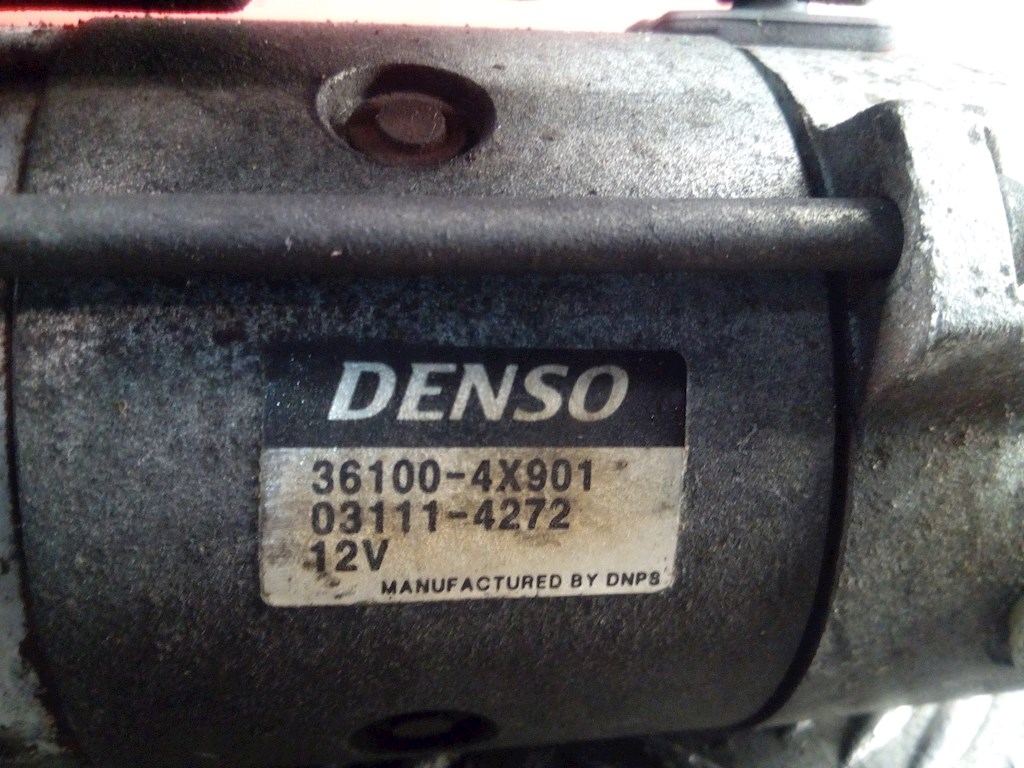 DENSO
36100-4X901
03111-4272
12V
MANUFACTURED BY DNPS